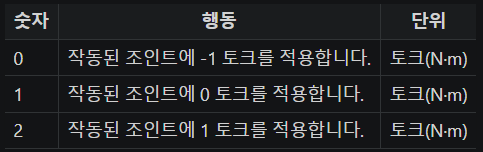 숫자 행동 단위
0 작동된 조인트에 -1 토크를 적용합니다. 토크(N·m)
1 작동된 조인트에 0 토크를 적용합니다. 토크(N·m)
2 작동된 조인트에 1 토크를 적용합니다. 토크(N·m)